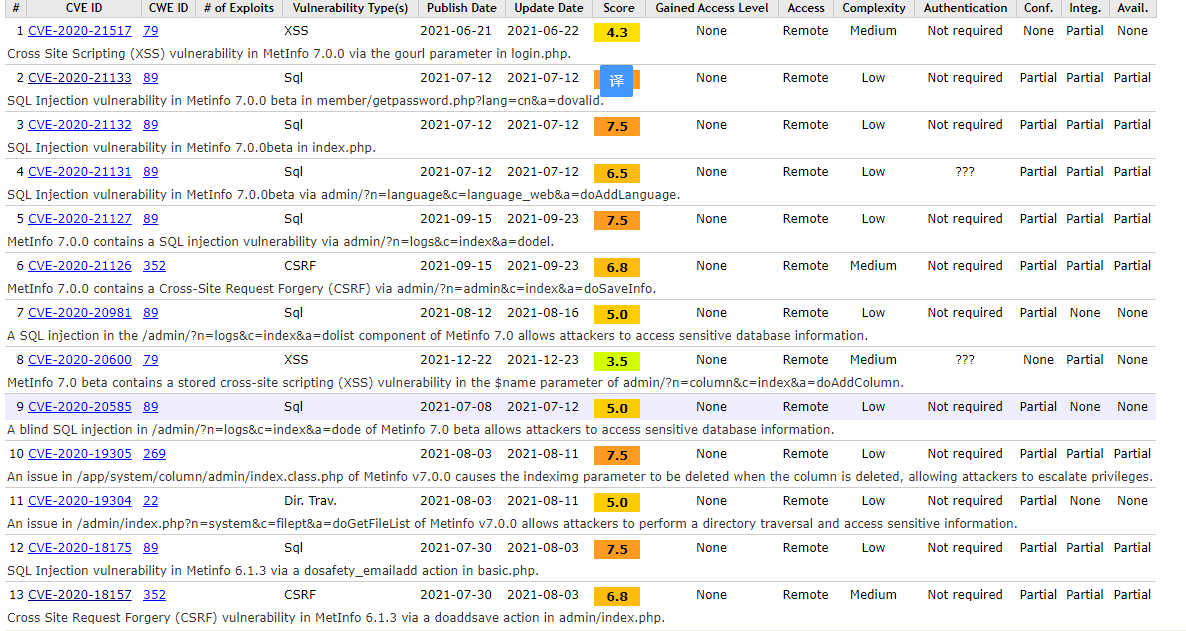 # CVE ID CWE ID # of Exploits Vulnerability Type(s) Publish Date Update Date Score Gained Access Level Access Complexity Authentication Conf. Integ. Avail.
1 CVE-2020-21517 79 XSS 2021-06-21 2021-06-22 4.3 None Remote Medium Not required None Partial None
Cross Site Scripting (XSS) vulnerability in MetInfo 7.0.0 via the gourl parameter in login.php.
2 CVE-2020-21133 89 Sql 2021-07-12 2021-07-12 译 None Remote Low Not required Partial Partial Partial
SQL Injection vulnerability in Metinfo 7.0.0 beta in member/getpassword.php?lang=cn&a=dovalid.
3 CVE-2020-21132 89 Sql 2021-07-12 2021-07-12 7.5 None Remote Low Not required Partial Partial Partial
SQL Injection vulnerability in Metinfo 7.0.0beta in index.php.
4 CVE-2020-21131 89 Sql 2021-07-12 2021-07-12 6.5 None Remote Low ??? Partial Partial Partial
SQL Injection vulnerability in MetInfo 7.0.0beta via admin/?n=language&c=language_web&a=doAddLanguage.
5 CVE-2020-21127 89 Sql 2021-09-15 2021-09-23 7.5 None Remote Low Not required Partial Partial Partial
MetInfo 7.0.0 contains a SQL injection vulnerability via admin/?n=logs&c=index&a=dodel.
6 CVE-2020-21126 352 CSRF 2021-09-15 2021-09-23 6.8 None Remote Medium Not required Partial Partial Partial
MetInfo 7.0.0 contains a Cross-Site Request Forgery (CSRF) via admin/?n=admin&c=index&a=doSaveInfo.
7 CVE-2020-20981 89 Sql 2021-08-12 2021-08-16 5.0 None Remote Low Not required Partial None None
A SQL injection in the /admin/?n=logs&c=index&a=dolist component of Metinfo 7.0 allows attackers to access sensitive database information.
8 CVE-2020-20600 79 XSS 2021-12-22 2021-12-23 3.5 None Remote Medium ??? None Partial None
MetInfo 7.0 beta contains a stored cross-site scripting (XSS) vulnerability in the $name parameter of admin/?n=column&c=index&a=doAddColumn.
9 CVE-2020-20585 89 Sql 2021-07-08 2021-07-12 5.0 None Remote Low Not required Partial None None
A blind SQL injection in /admin/?n=logs&c=index&a=dode of Metinfo 7.0 beta allows attackers to access sensitive database information.
10 CVE-2020-19305 269 2021-08-03 2021-08-11 7.5 None Remote Low Not required Partial Partial Partial
An issue in /app/system/column/admin/index.class.php of Metinfo v7.0.0 causes the indeximg parameter to be deleted when the column is deleted, allowing attackers to escalate privileges.
11 CVE-2020-19304 22 Dir. Trav. 2021-08-03 2021-08-11 5.0 None Remote Low Not required Partial None None
An issue in /admin/index.php?n=system&c=filept&a=doGetFileList of Metinfo v7.0.0 allows attackers to perform a directory traversal and access sensitive information.
12 CVE-2020-18175 89 Sql 2021-07-30 2021-08-03 7.5 None Remote Low Not required Partial Partial Partial
SQL Injection vulnerability in Metinfo 6.1.3 via a dosafety_emailadd action in basic.php.
13 CVE-2020-18157 352 CSRF 2021-07-30 2021-08-03 6.8 None Remote Medium Not required Partial Partial Partial
Cross Site Request Forgery (CSRF) vulnerability in MetInfo 6.1.3 via a doaddsave action in admin/index.php.